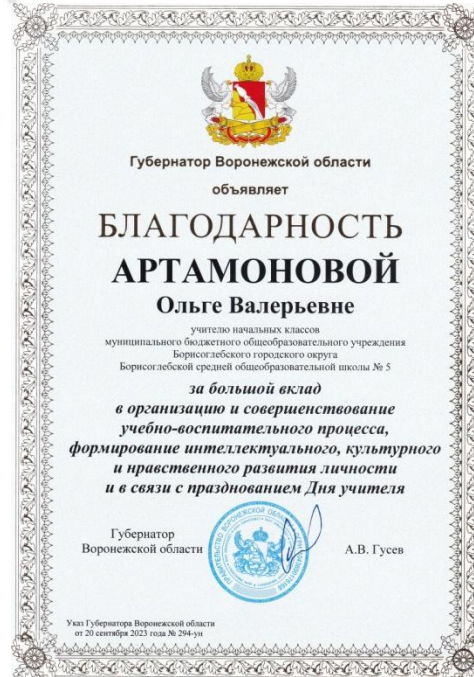 Губернатор Воронежской области
объявляет
БЛАГОДАРНОСТЬ
АРТАМОНОВОЙ
Ольге Валерьевне
учителю начальных классов
муниципального бюджетного общеобразовательного учреждения
Борисоглебского городского округа
Борисоглебской средней общеобразовательной школы № 5
за большой вклад
в организацию и совершенствование
учебно-воспитательного процесса,
формирование интеллектуального, культурного
и нравственного развития личности
и в связи с празднованием Дня учителя
Губернатор
Воронежской области
А.В. Гусев
Указ Губернатора Воронежской области
от 20 сентября 2023 года № 294-ун